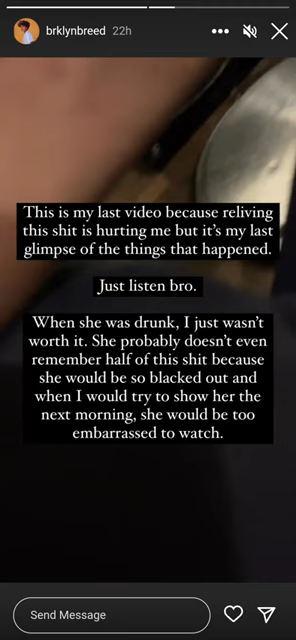 brklynbreed 22h
This is my last video because reliving
this shit is hurting me but it's my last
glimpse of the things that happened.
Just listen bro.
When she was drunk, I just wasn't
worth it. She probably doesn't even
remember half of this shit because
she would be so blacked out and
when I would try to show her the
next morning, she would be too
embarrassed to watch.
Send Message